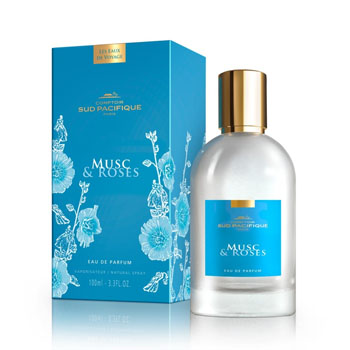 LES EAUX
DE VOYAGE
COMPTOIR
SUD PACIFIQUE
PARIS
MUSC
& ROSES
EAU DE PARFUM
VAPORISATEUR / NATURAL SPRAY
100ml - 3.3FL.OZ.
COMPTOIR
SUD PACIFIQUE
PARIS
MUSC
& ROSES
EAU DE PARFUM